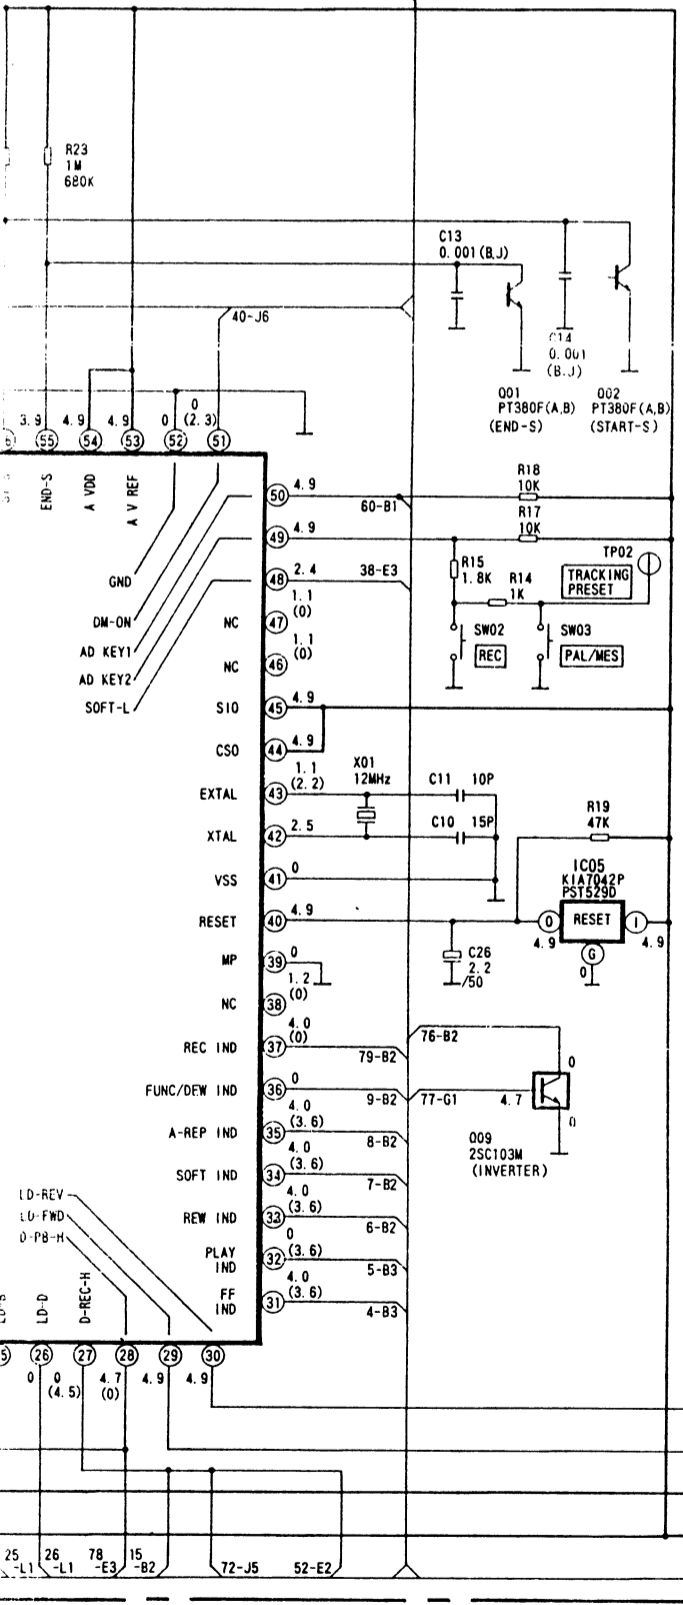 R23
1M
680K
C13
0.001(B.J)
40-J6
C14
0.001
(B.J)
Q01
PT380F(A,B)
(END-S)
Q02
PT380F(A,B)
(START-S)
3.9
4.9
4.9
0
0
(2.3)
55
54
53
52
51
END-S
A VDD
A V REF
GND
DM-ON
AD KEY1
AD KEY2
SOFT-L
50
4.9
60-B1
R18
10K
49
4.9
R17
10K
48
2.4
38-E3
R15
1.8K
R14
1K
TP02
TRACKING
PRESET
NC
47
1.1
(0)
SW02
REC
SW03
PAL/MES
NC
46
1.1
(0)
SIO
45
4.9
CSO
44
4.9
EXTAL
43
1.1
(2.2)
X01
12MHz
C11
10P
XTAL
42
2.5
C10
15P
R19
47K
VSS
41
0
IC05
KIA7042P
PST529D
RESET
40
4.9
O
RESET
I
4.9
4.9
G
0
C26
2.2
/50
MP
39
0
NC
38
1.2
(0)
REC IND
37
4.0
(0)
79-B2
76-B2
FUNC/DEW IND
36
0
9-B2
77-G1
4.7
0
0
Q09
2SC103M
(INVERTER)
A-REP IND
35
4.0
(3.6)
8-B2
SOFT IND
34
4.0
(3.6)
7-B2
REW IND
33
4.0
(3.6)
6-B2
PLAY
IND
32
0
(3.6)
5-B3
FF
IND
31
4.0
(3.6)
4-B3
LD-REV
LD-FWD
D-PB-H
LD-D
D-REC-H
26
27
28
29
30
0
0
(4.5)
4.7
(0)
4.9
4.9
25
-L1
26
-L1
78
-E3
15
-B2
72-J5
52-E2